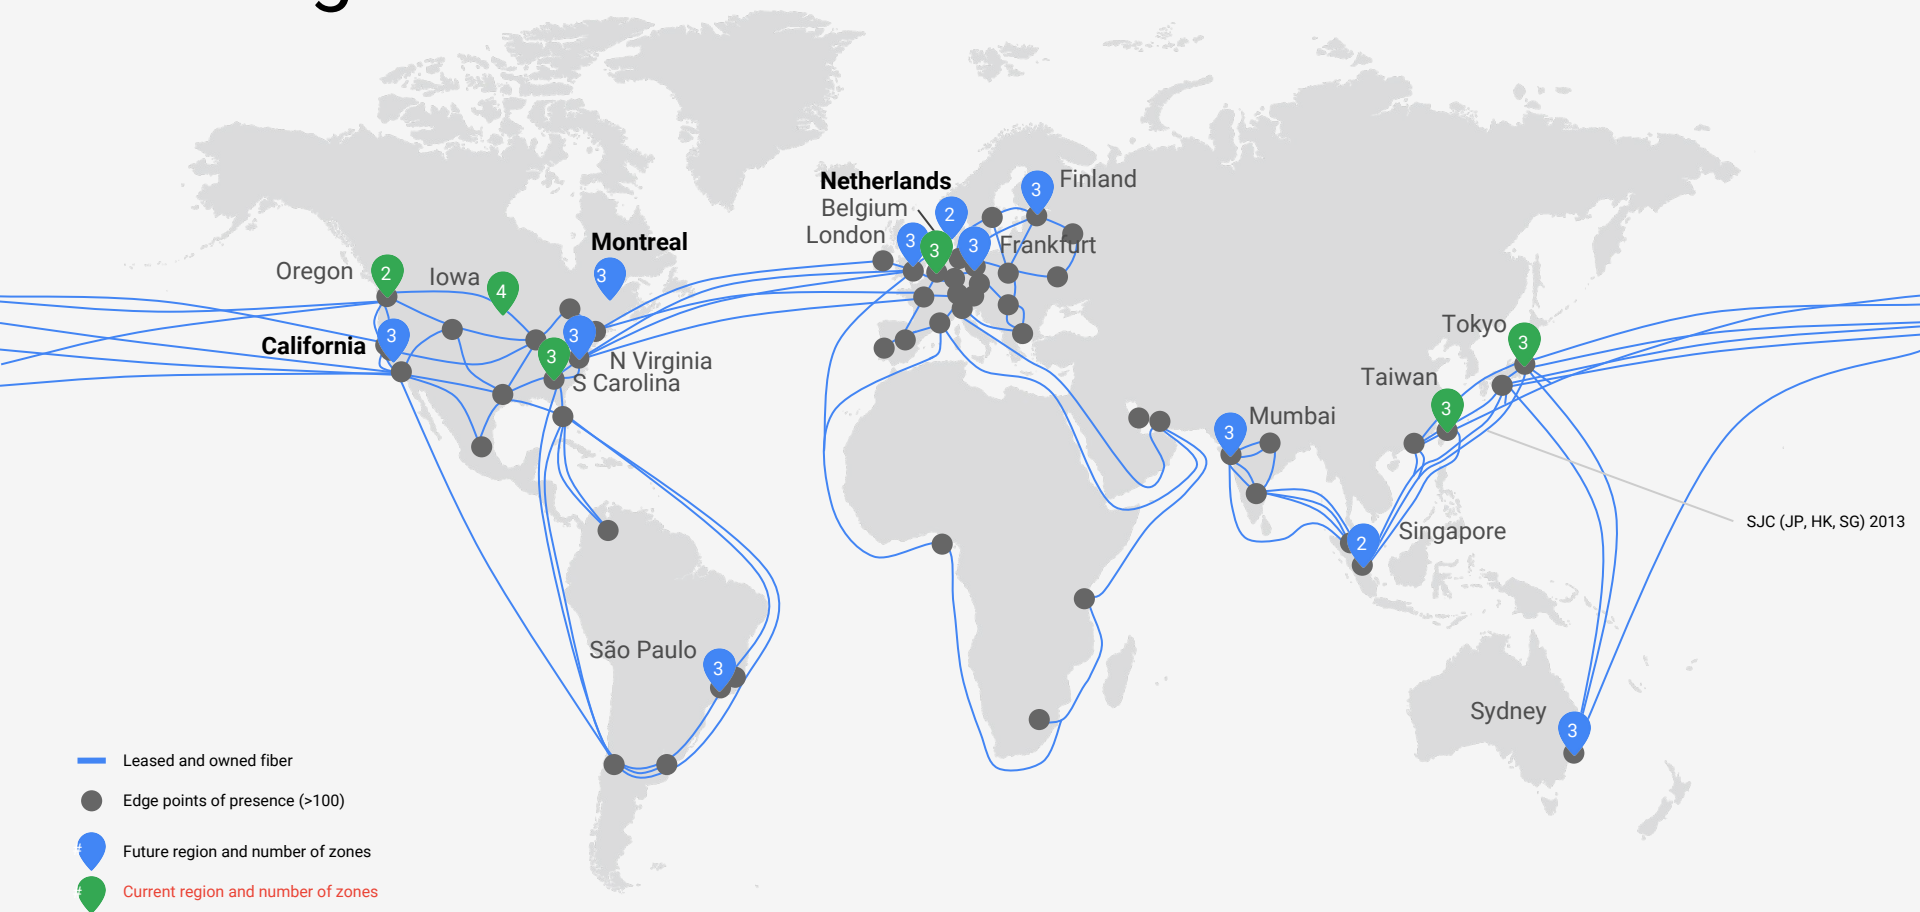 Netherlands
Finland
2
3
Belgium
London
3
3
3
Frankfurt
Montreal
Oregon
2
Iowa
4
3
California
3
3
3
N Virginia
S Carolina
Tokyo
3
Taiwan
3
Mumbai
3
Singapore
2
SJC (JP, HK, SG) 2013
São Paulo
3
Sydney
3
Leased and owned fiber
Edge points of presence (>100)
Future region and number of zones
Current region and number of zones